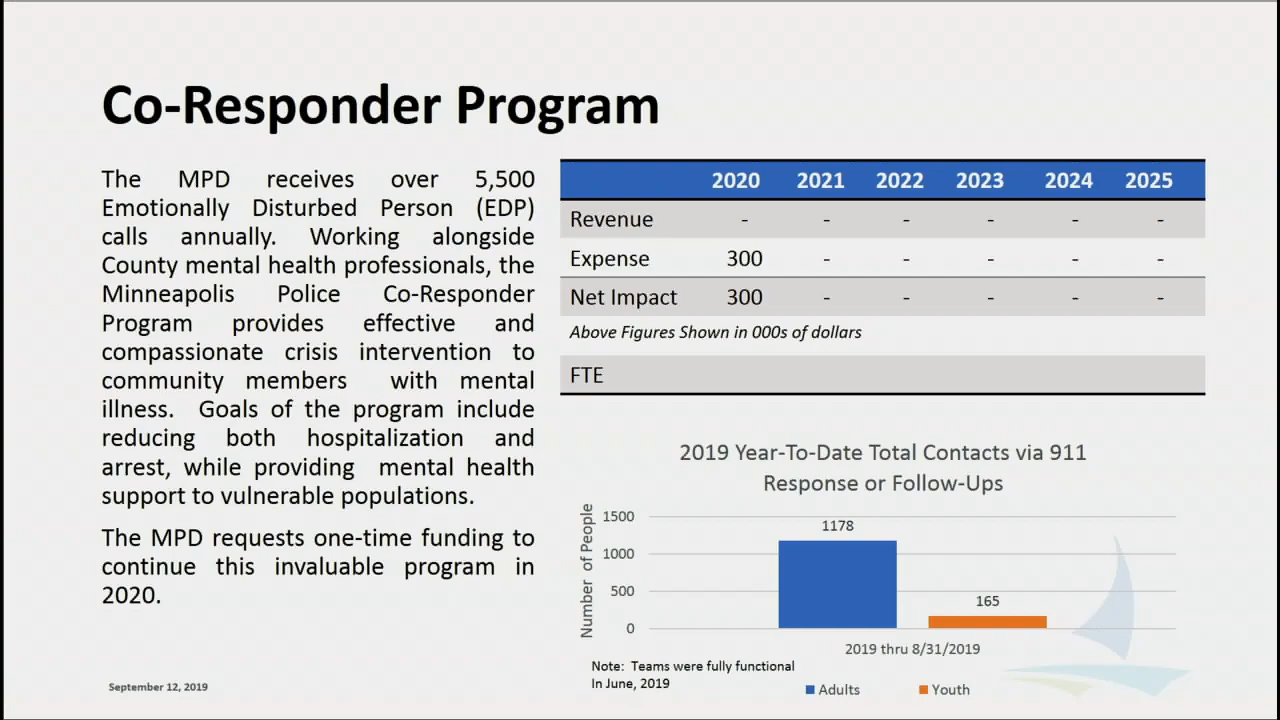 Co-Responder Program
The MPD receives over 5,500
Emotionally Disturbed Person (EDP)
calls annually. Working alongside
County mental health professionals, the
Minneapolis Police Co-Responder
Program provides effective and
compassionate crisis intervention to
community members with mental
illness. Goals of the program include
reducing both hospitalization and
arrest, while providing mental health
support to vulnerable populations.
The MPD requests one-time funding to
continue this invaluable program in
2020.
2020 2021 2022 2023 2024 2025
Revenue - - - - - -
Expense 300 - - - - -
Net Impact 300 - - - - -
Above Figures Shown in 000s of dollars
FTE
2019 Year-To-Date Total Contacts via 911
Response or Follow-Ups
Number of People
1500
1000
500
0
1178
165
2019 thru 8/31/2019
Note: Teams were fully functional
In June, 2019
Adults Youth
September 12, 2019